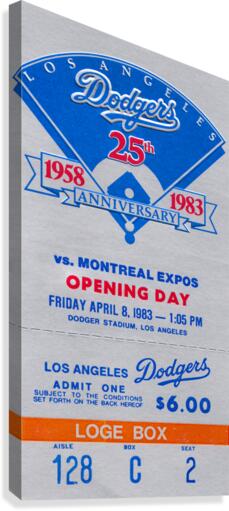 LOS ANGELES
Dodgers
25th
1958
1983
ANNIVERSARY
vs. MONTREAL EXPOS
OPENING DAY
FRIDAY APRIL 8, 1983 — 1:05 PM
DODGER STADIUM, LOS ANGELES
LOS ANGELES Dodgers
ADMIT ONE
SUBJECT TO THE CONDITIONS
SET FORTH ON THE BACK HEREOF
$6.00
LOGE BOX
AISLE BOX SEAT
128 C 2